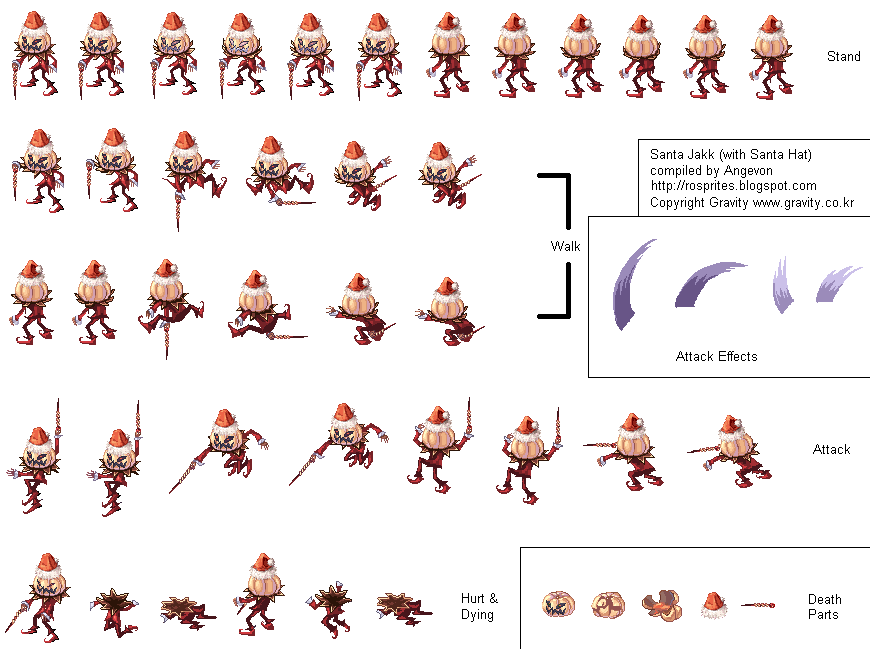 Stand
Santa Jakk (with Santa Hat)
compiled by Angevon
http://rosprites.blogspot.com
Copyright Gravity www.gravity.co.kr
Walk
Attack Effects
Attack
Hurt &
Dying
Death
Parts